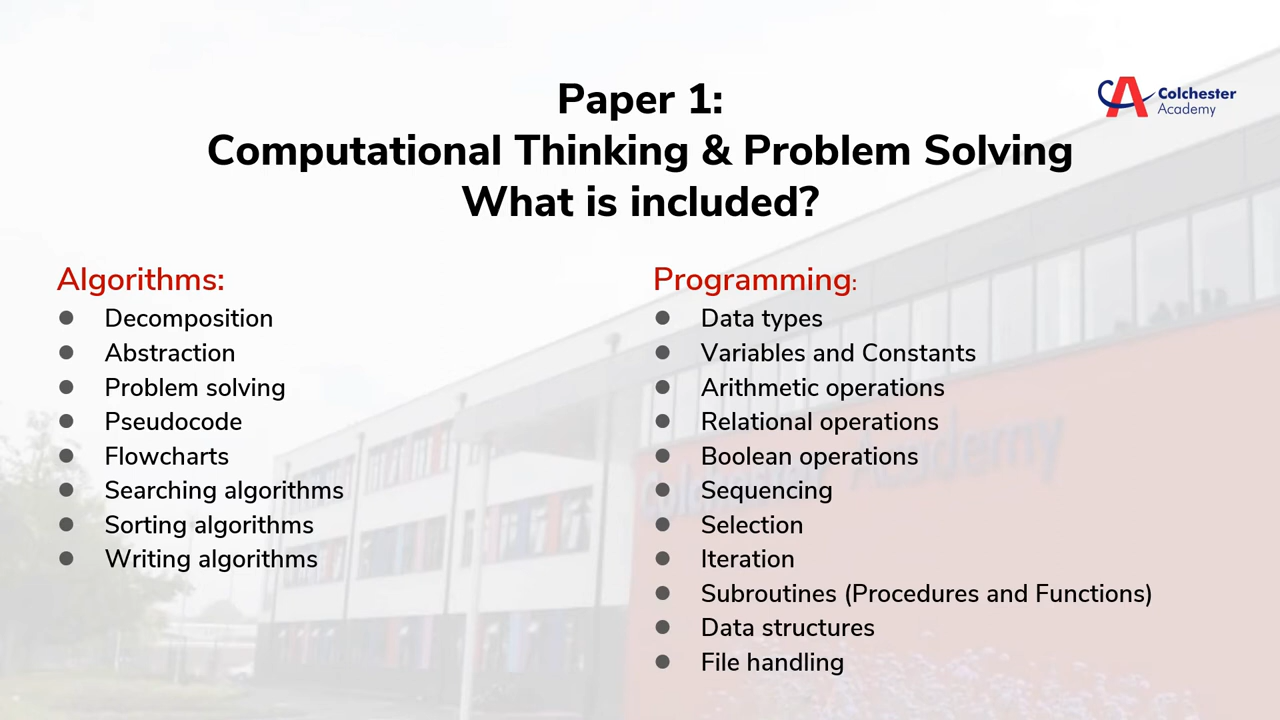 Paper 1:
Computational Thinking & Problem Solving
What is included?
Colchester
Academy
Algorithms:
Decomposition
Abstraction
Problem solving
Pseudocode
Flowcharts
Searching algorithms
Sorting algorithms
Writing algorithms
Programming:
Data types
Variables and Constants
Arithmetic operations
Relational operations
Boolean operations
Sequencing
Selection
Iteration
Subroutines (Procedures and Functions)
Data structures
File handling
Colchester Academy